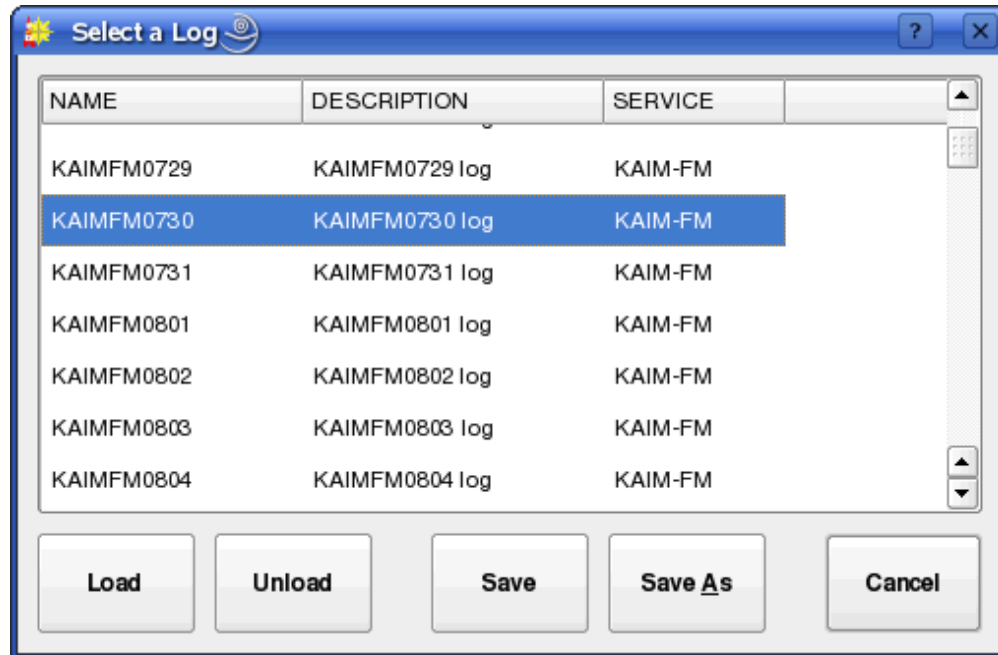 Select a Log
NAME DESCRIPTION SERVICE
KAIMFM0729 KAIMFM0729 log KAIM-FM
KAIMFM0730 KAIMFM0730 log KAIM-FM
KAIMFM0731 KAIMFM0731 log KAIM-FM
KAIMFM0801 KAIMFM0801 log KAIM-FM
KAIMFM0802 KAIMFM0802 log KAIM-FM
KAIMFM0803 KAIMFM0803 log KAIM-FM
KAIMFM0804 KAIMFM0804 log KAIM-FM
Load Unload Save Save As Cancel